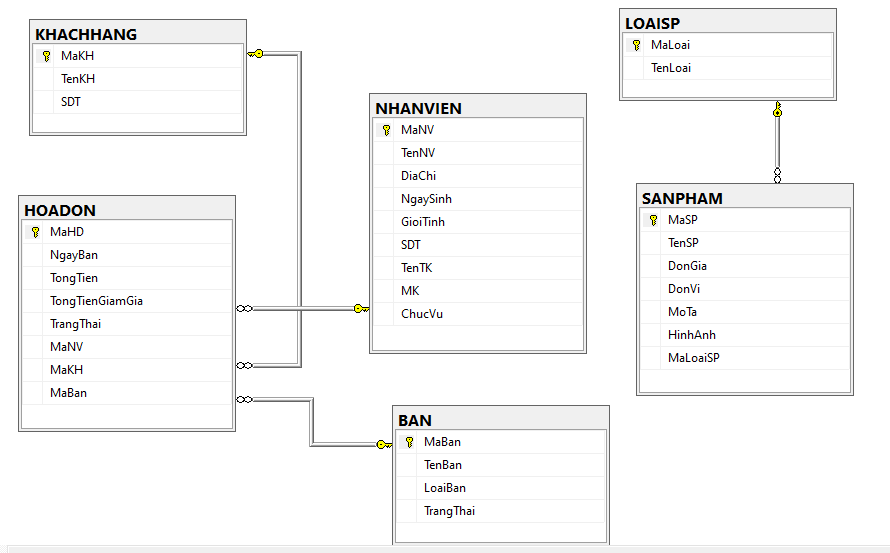 KHACHHANG
MaKH
TenKH
SDT
LOAISP
MaLoai
TenLoai
NHANVIEN
MaNV
TenNV
DiaChi
NgaySinh
GioiTinh
SDT
TenTK
MK
ChucVu
HOADON
MaHD
NgayBan
TongTien
TongTienGiamGia
TrangThai
MaNV
MaKH
MaBan
SANPHAM
MaSP
TenSP
DonGia
DonVi
MoTa
HinhAnh
MaLoaiSP
BAN
MaBan
TenBan
LoaiBan
TrangThai